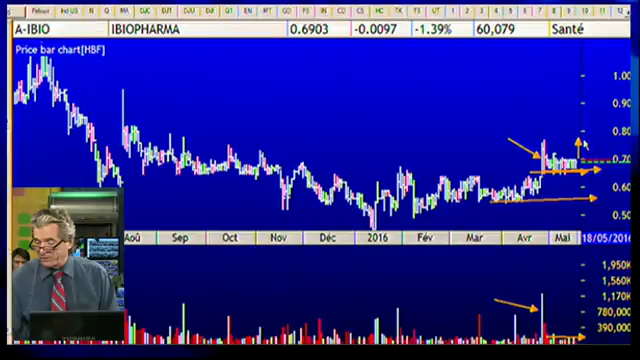 A-IBIO IBIOPHARMA 0.6903 -0.0097 -1.39% 60,079 Santé
Price bar chart[HBF]
1.00
0.90
0.80
0.70
0.60
0.50
Aoû Sep Oct Nov Déc 2016 Fév Mar Avr Mai 18/05/2016
1,950K
1,560K
1,170K
780,000
390,000